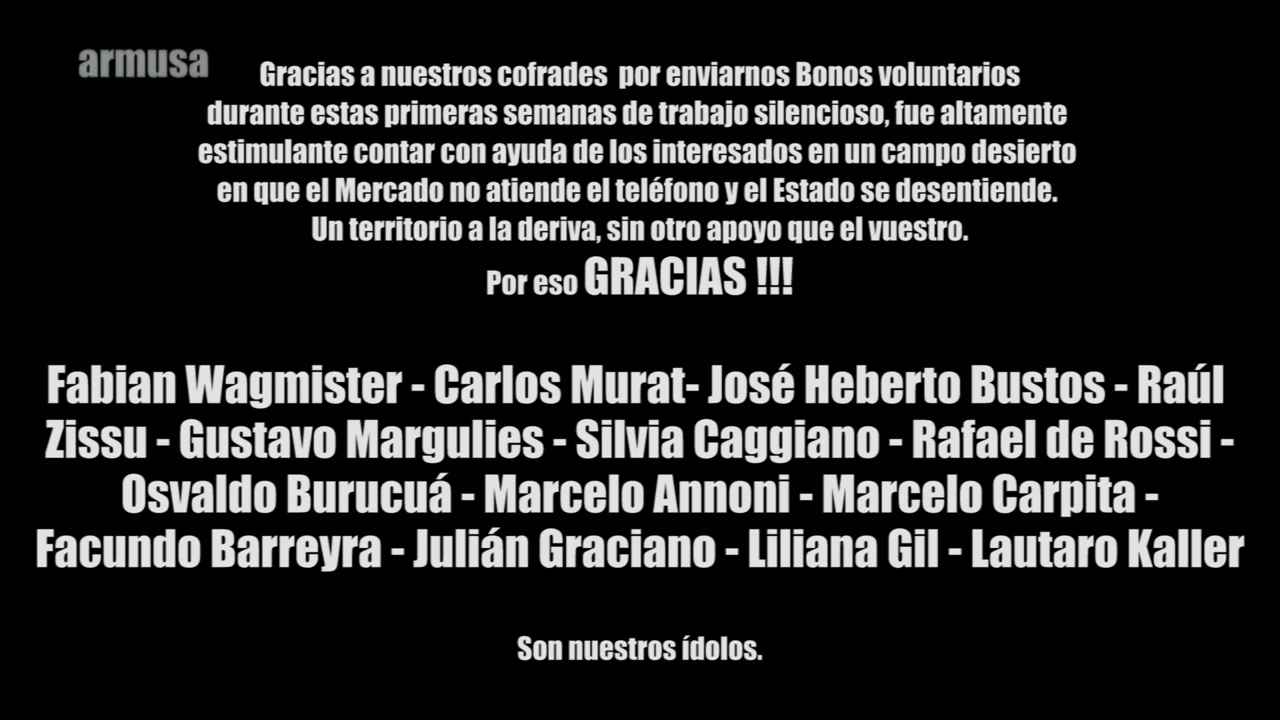 armusa
Gracias a nuestros cofrades  por enviarnos Bonos voluntarios
durante estas primeras semanas de trabajo silencioso, fue altamente
estimulante contar con ayuda de los interesados en un campo desierto
en que el Mercado no atiende el teléfono y el Estado se desentiende.
Un territorio a la deriva, sin otro apoyo que el vuestro.
Por eso GRACIAS !!!
Fabian Wagmister - Carlos Murat- José Heberto Bustos - Raúl
Zissu - Gustavo Margulies - Silvia Caggiano - Rafael de Rossi -
Osvaldo Burucuá - Marcelo Annoni - Marcelo Carpita -
Facundo Barreyra - Julián Graciano - Liliana Gil - Lautaro Kaller
Son nuestros ídolos.